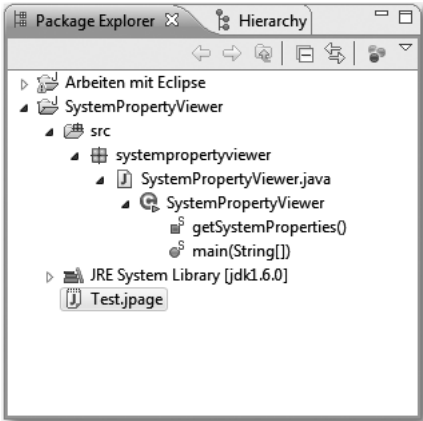 Package Explorer Hierarchy
Arbeiten mit Eclipse
SystemPropertyViewer
src
systempropertyviewer
SystemPropertyViewer.java
SystemPropertyViewer
S getSystemProperties()
S main(String[])
JRE System Library [jdk1.6.0]
Test.jpage